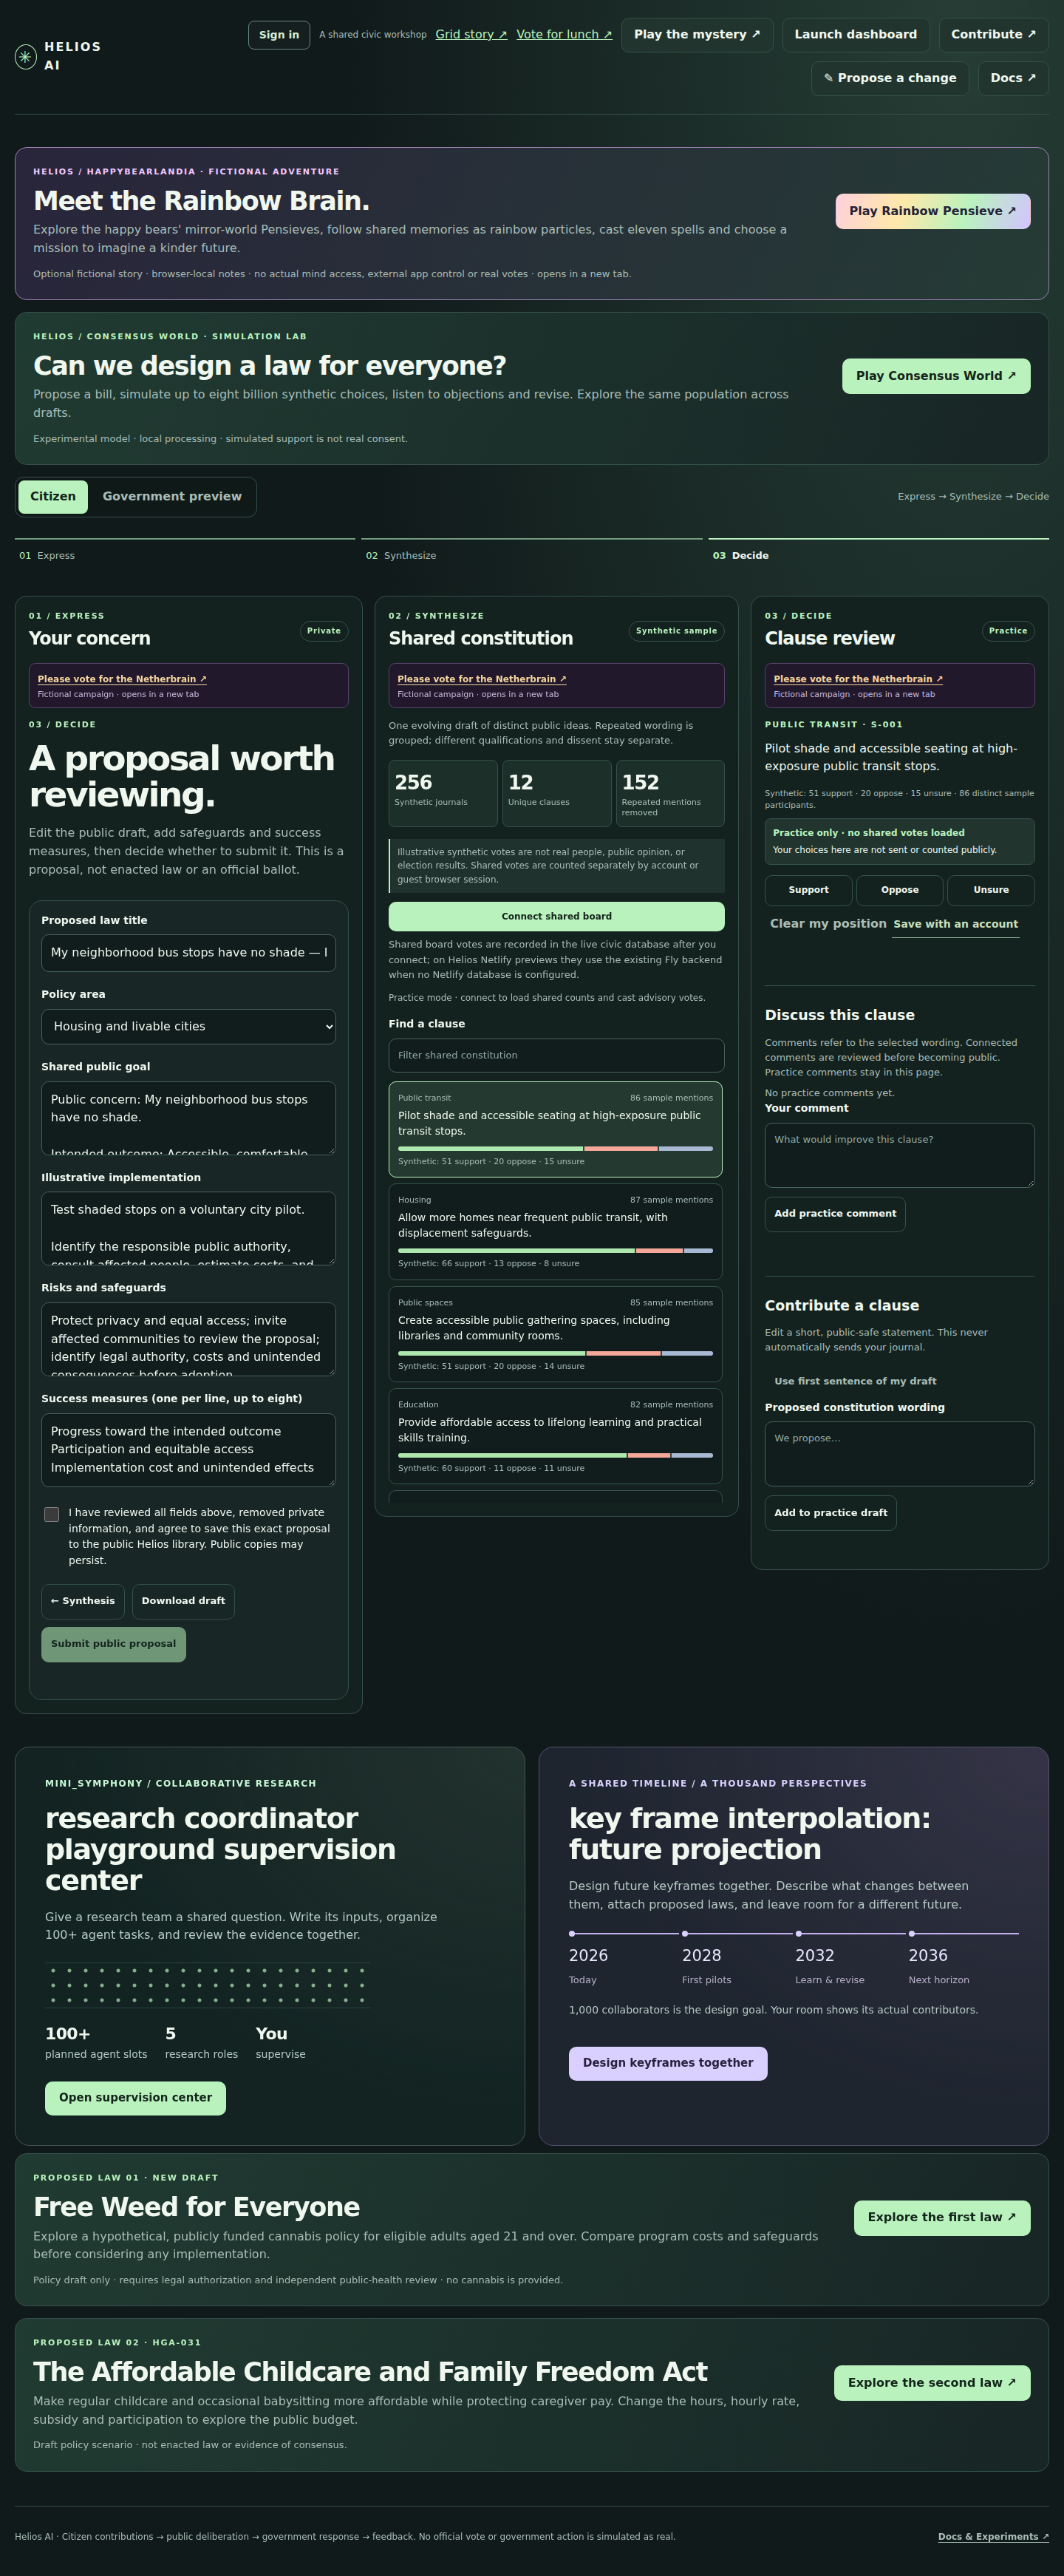 HELIOS
AI
Sign in
A shared civic workshop
Grid story ↗
Vote for lunch ↗
Play the mystery ↗
Launch dashboard
Contribute ↗
✎ Propose a change
Docs ↗
HELIOS / HAPPYBEARLANDIA · FICTIONAL ADVENTURE
Meet the Rainbow Brain.
Explore the happy bears' mirror-world Pensieves, follow shared memories as rainbow particles, cast eleven spells and choose a
mission to imagine a kinder future.
Optional fictional story · browser-local notes · no actual mind access, external app control or real votes · opens in a new tab.
Play Rainbow Pensieve ↗
HELIOS / CONSENSUS WORLD · SIMULATION LAB
Can we design a law for everyone?
Propose a bill, simulate up to eight billion synthetic choices, listen to objections and revise. Explore the same population across
drafts.
Experimental model · local processing · simulated support is not real consent.
Play Consensus World ↗
Citizen
Government preview
Express → Synthesize → Decide
01 Express
02 Synthesize
03 Decide
01 / EXPRESS
Your concern
Private
Please vote for the Netherbrain ↗
Fictional campaign · opens in a new tab
03 / DECIDE
A proposal worth
reviewing.
Edit the public draft, add safeguards and success
measures, then decide whether to submit it. This is a
proposal, not enacted law or an official ballot.
Proposed law title
My neighborhood bus stops have no shade —
Policy area
Housing and livable cities
Shared public goal
Public concern: My neighborhood bus stops
have no shade.
Intended outcome: Accessible, comfortable
Illustrative implementation
Test shaded stops on a voluntary city pilot.
Identify the responsible public authority,
consult affected people, estimate costs, and
Risks and safeguards
Protect privacy and equal access; invite
affected communities to review the proposal;
identify legal authority, costs and unintended
consequences before adoption
Success measures (one per line, up to eight)
Progress toward the intended outcome
Participation and equitable access
Implementation cost and unintended effects
I have reviewed all fields above, removed private
information, and agree to save this exact proposal
to the public Helios library. Public copies may
persist.
← Synthesis
Download draft
Submit public proposal
02 / SYNTHESIZE
Shared constitution
Synthetic sample
Please vote for the Netherbrain ↗
Fictional campaign · opens in a new tab
One evolving draft of distinct public ideas. Repeated wording is
grouped; different qualifications and dissent stay separate.
256
Synthetic journals
12
Unique clauses
152
Repeated mentions
removed
Illustrative synthetic votes are not real people, public opinion, or
election results. Shared votes are counted separately by account or
guest browser session.
Connect shared board
Shared board votes are recorded in the live civic database after you
connect; on Helios Netlify previews they use the existing Fly backend
when no Netlify database is configured.
Practice mode · connect to load shared counts and cast advisory votes.
Find a clause
Filter shared constitution
Public transit
86 sample mentions
Pilot shade and accessible seating at high-exposure public
transit stops.
Synthetic: 51 support · 20 oppose · 15 unsure
Housing
87 sample mentions
Allow more homes near frequent public transit, with
displacement safeguards.
Synthetic: 66 support · 13 oppose · 8 unsure
Public spaces
85 sample mentions
Create accessible public gathering spaces, including
libraries and community rooms.
Synthetic: 51 support · 20 oppose · 14 unsure
Education
82 sample mentions
Provide affordable access to lifelong learning and practical
skills training.
Synthetic: 60 support · 11 oppose · 11 unsure
03 / DECIDE
Clause review
Practice
Please vote for the Netherbrain ↗
Fictional campaign · opens in a new tab
PUBLIC TRANSIT · S-001
Pilot shade and accessible seating at high-
exposure public transit stops.
Synthetic: 51 support · 20 oppose · 15 unsure · 86 distinct sample
participants.
Practice only · no shared votes loaded
Your choices here are not sent or counted publicly.
Support
Oppose
Unsure
Clear my position
Save with an account
Discuss this clause
Comments refer to the selected wording. Connected
comments are reviewed before becoming public.
Practice comments stay in this page.
No practice comments yet.
Your comment
What would improve this clause?
Add practice comment
Contribute a clause
Edit a short, public-safe statement. This never
automatically sends your journal.
Use first sentence of my draft
Proposed constitution wording
We propose...
Add to practice draft
MINI_SYMPHONY / COLLABORATIVE RESEARCH
research coordinator
playground supervision
center
Give a research team a shared question. Write its inputs, organize
100+ agent tasks, and review the evidence together.
100+
planned agent slots
5
research roles
You
supervise
Open supervision center
A SHARED TIMELINE / A THOUSAND PERSPECTIVES
key frame interpolation:
future projection
Design future keyframes together. Describe what changes between
them, attach proposed laws, and leave room for a different future.
2026
Today
2028
First pilots
2032
Learn & revise
2036
Next horizon
1,000 collaborators is the design goal. Your room shows its actual contributors.
Design keyframes together
PROPOSED LAW 01 · NEW DRAFT
Free Weed for Everyone
Explore a hypothetical, publicly funded cannabis policy for eligible adults aged 21 and over. Compare program costs and safeguards
before considering any implementation.
Policy draft only · requires legal authorization and independent public-health review · no cannabis is provided.
Explore the first law ↗
PROPOSED LAW 02 · HGA-031
The Affordable Childcare and Family Freedom Act
Make regular childcare and occasional babysitting more affordable while protecting caregiver pay. Change the hours, hourly rate,
subsidy and participation to explore the public budget.
Draft policy scenario · not enacted law or evidence of consensus.
Explore the second law ↗
Helios AI · Citizen contributions → public deliberation → government response → feedback. No official vote or government action is simulated as real.
Docs & Experiments ↗